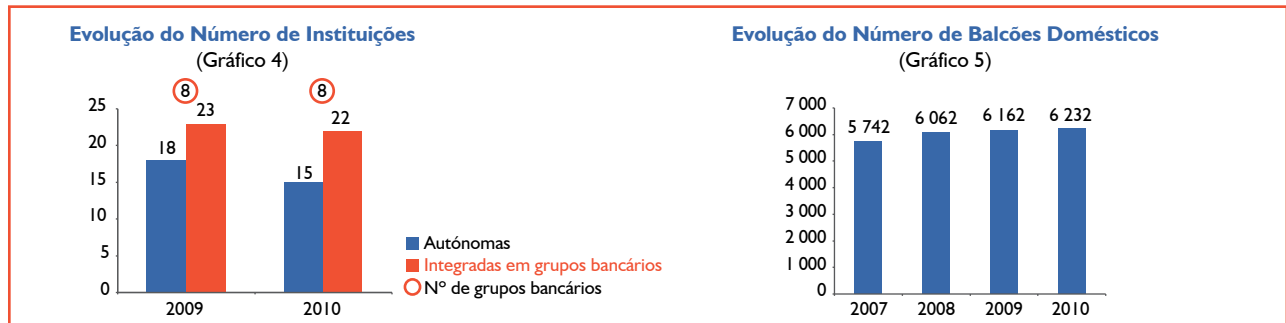 Evolução do Número de Instituições
(Gráfico 4)
8 8
25
20
15
10
5
0
18 23
15 22
2009 2010
Autónomas
Integradas em grupos bancários
Nº de grupos bancários
Evolução do Número de Balcões Domésticos
(Gráfico 5)
7 000
6 000
5 000
4 000
3 000
2 000
1 000
0
5 742 6 062 6 162 6 232
2007 2008 2009 2010